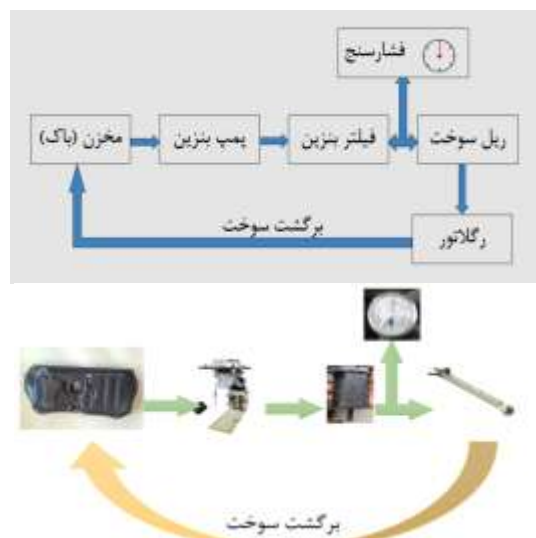 فشارسنج
مخزن (باک)
پمپ بنزین
فیلتر بنزین
ریل سوخت
برگشت سوخت
رگلاتور
برگشت سوخت